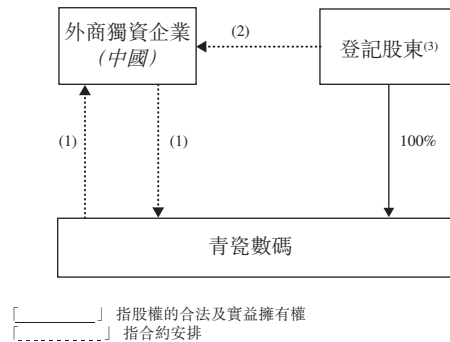 外商獨資企業
(中國)
(2)
登記股東(3)
(1)
(1)
100%
青瓷數碼
「＿＿＿＿」 指股權的合法及實益擁有權
「---------」 指合約安排